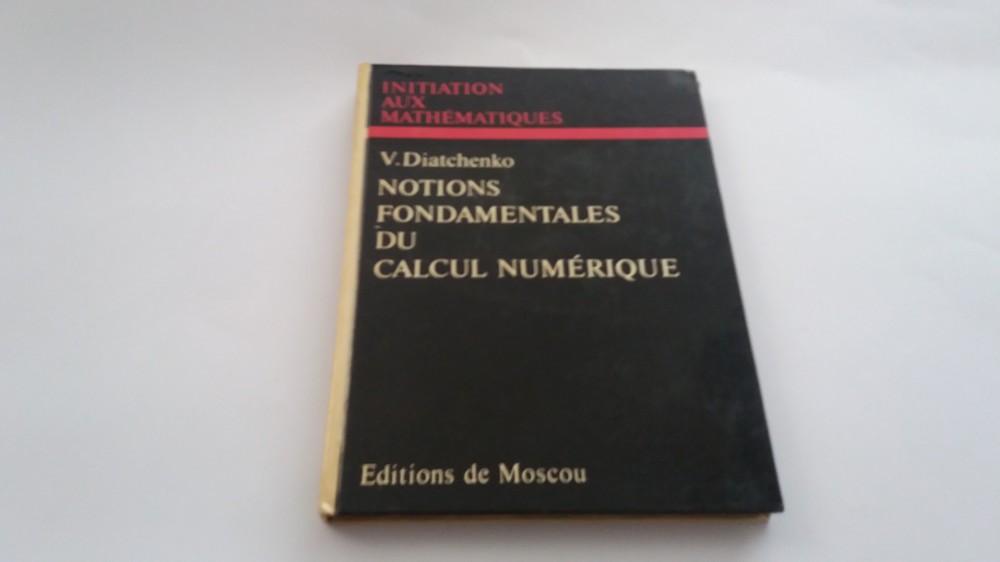 INITIATION
AUX
MATHÉMATIQUES
V. Diatchenko
NOTIONS
FONDAMENTALES
DU
CALCUL NUMÉRIQUE
Editions de Moscou